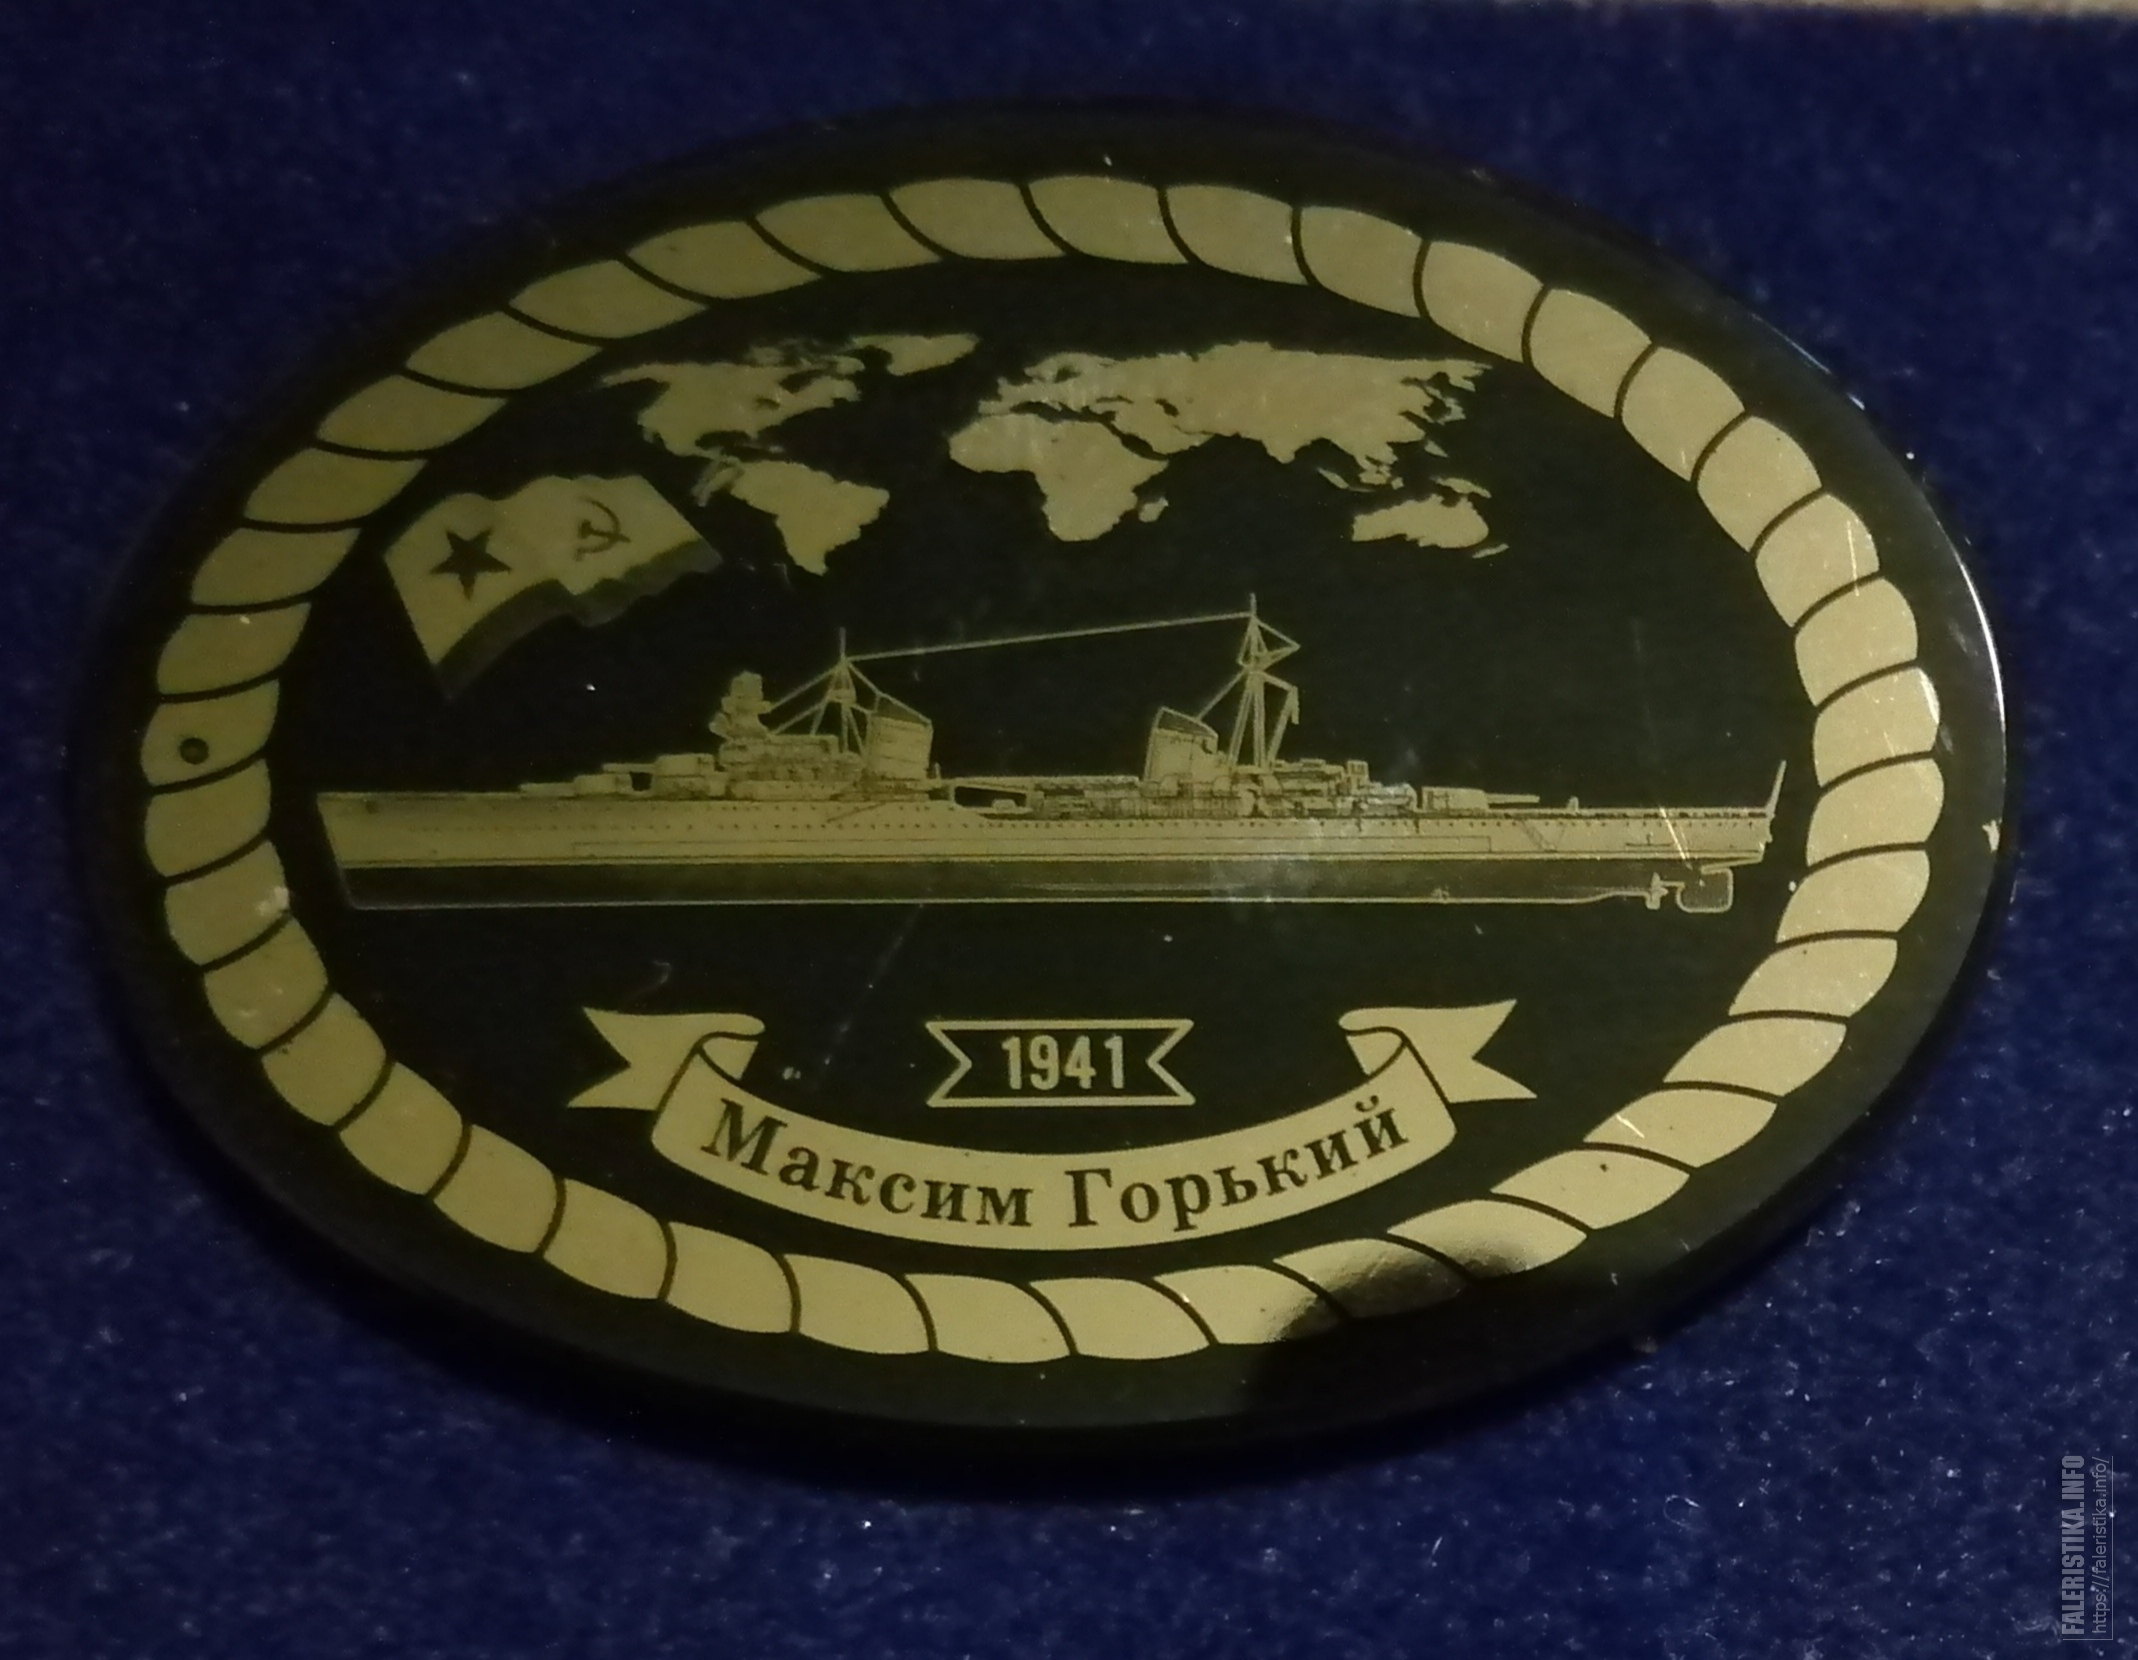 1941
Максим Горький
FALERISTIKA.INFO
https://faleristika.info/